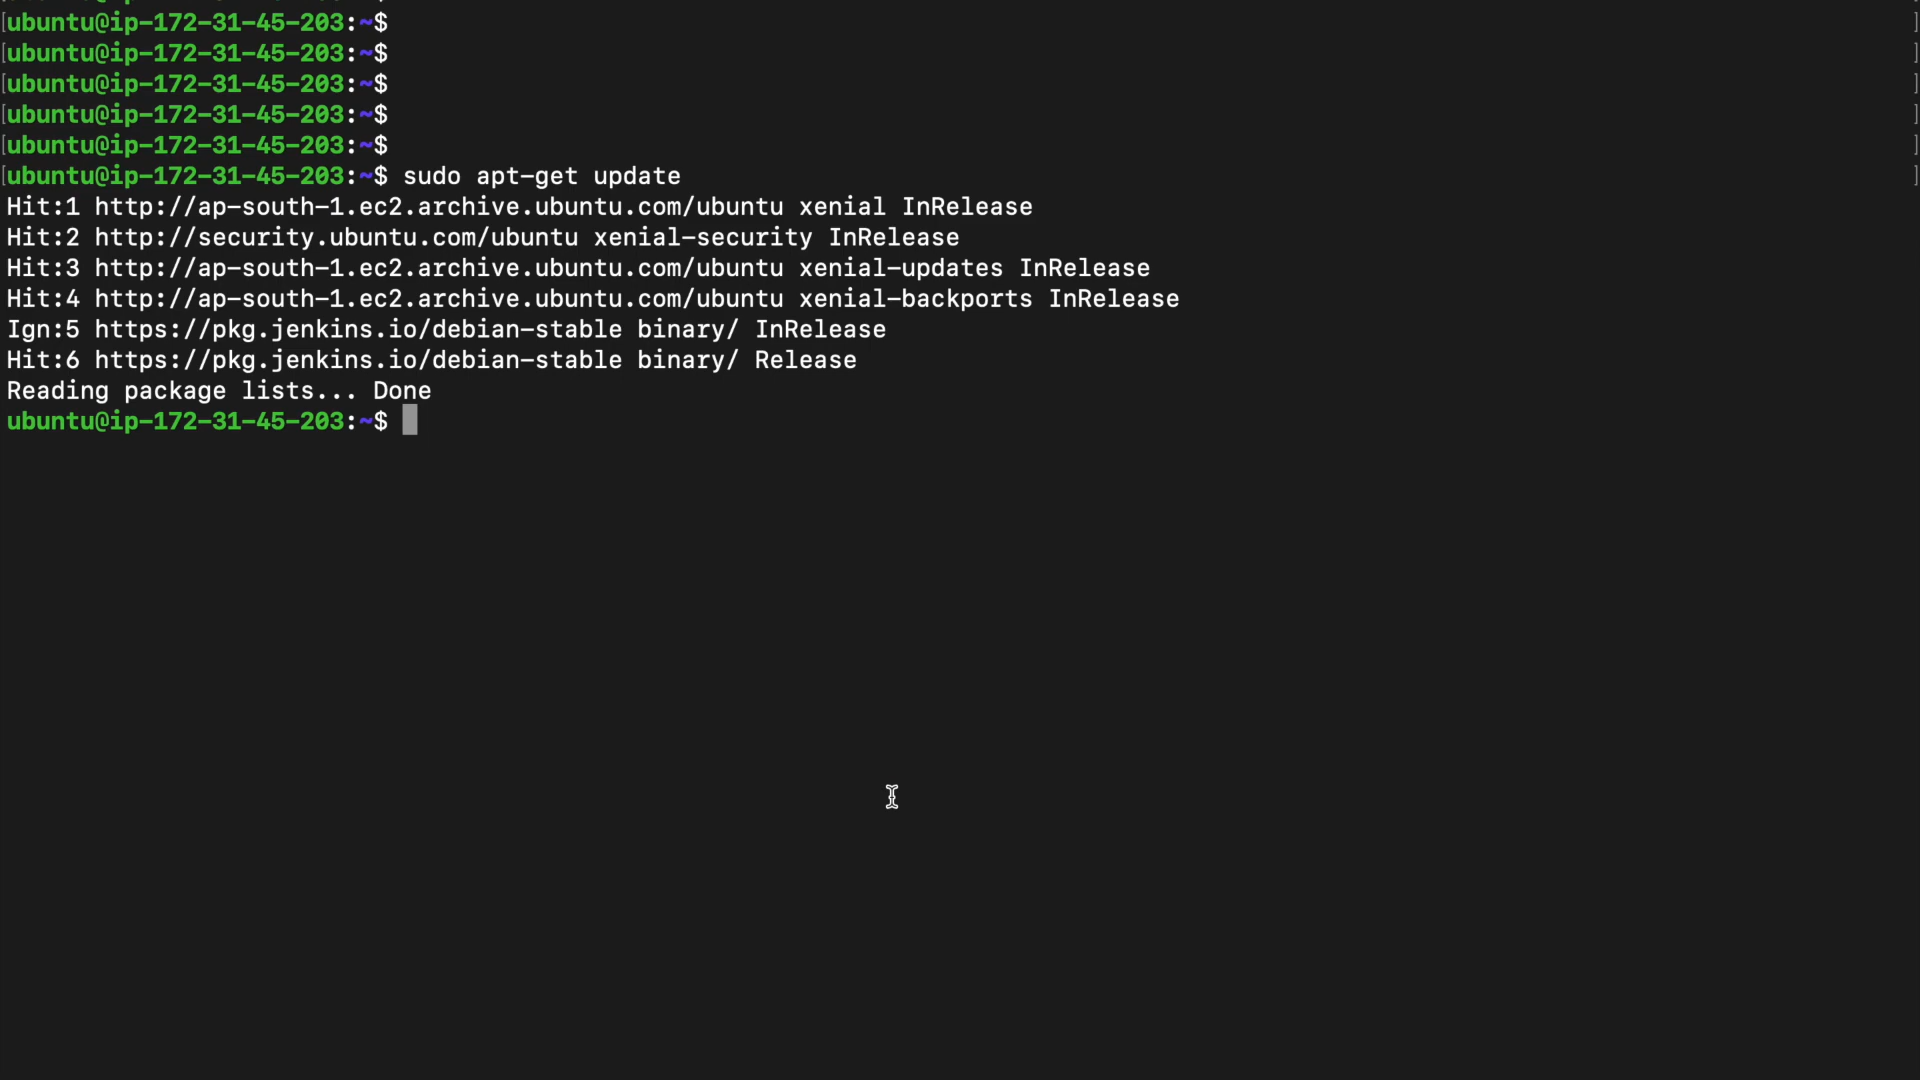 [ubuntu@ip-172-31-45-203:~$ ]
[ubuntu@ip-172-31-45-203:~$ ]
[ubuntu@ip-172-31-45-203:~$ ]
[ubuntu@ip-172-31-45-203:~$ ]
[ubuntu@ip-172-31-45-203:~$ ]
[ubuntu@ip-172-31-45-203:~$ sudo apt-get update ]
Hit:1 http://ap-south-1.ec2.archive.ubuntu.com/ubuntu xenial InRelease
Hit:2 http://security.ubuntu.com/ubuntu xenial-security InRelease
Hit:3 http://ap-south-1.ec2.archive.ubuntu.com/ubuntu xenial-updates InRelease
Hit:4 http://ap-south-1.ec2.archive.ubuntu.com/ubuntu xenial-backports InRelease
Ign:5 https://pkg.jenkins.io/debian-stable binary/ InRelease
Hit:6 https://pkg.jenkins.io/debian-stable binary/ Release
Reading package lists... Done
ubuntu@ip-172-31-45-203:~$